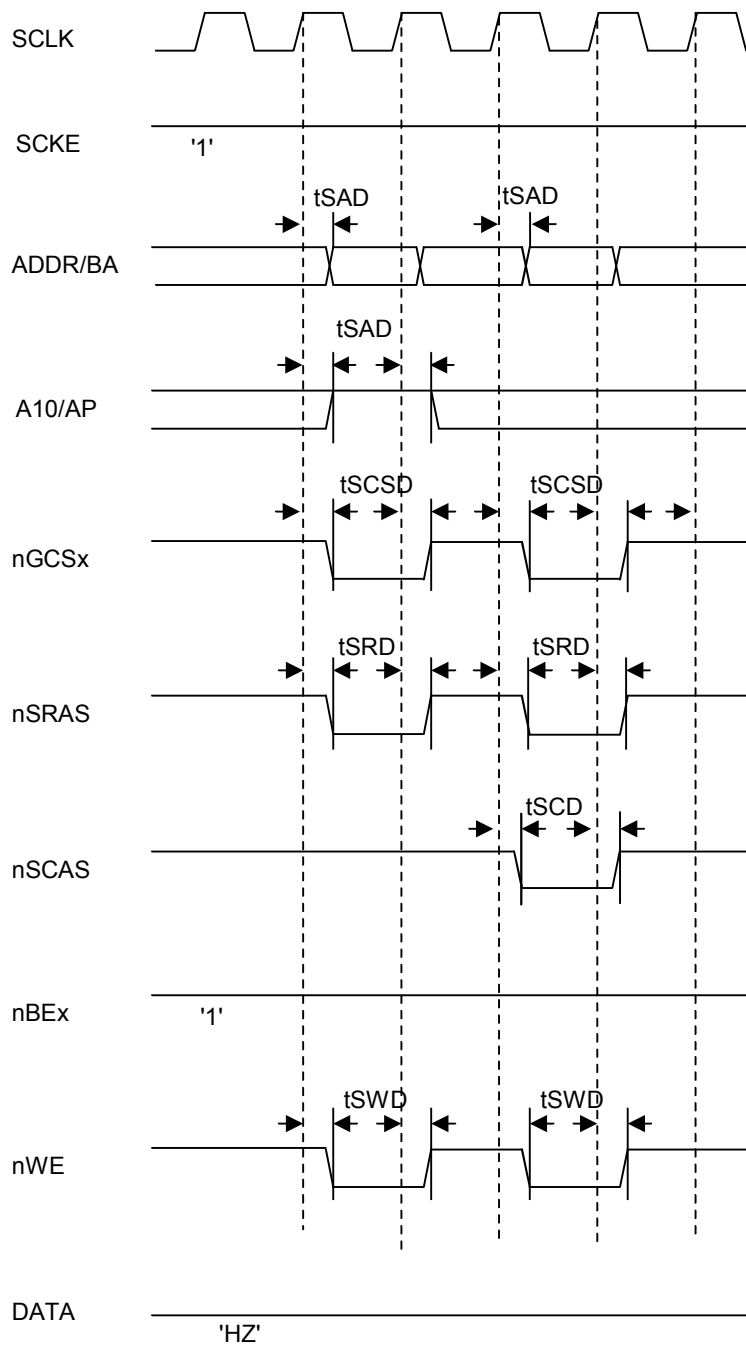 SCLK
SCKE
'1'
tSAD tSAD
ADDR/BA
tSAD
A10/AP
tSCSD tSCSD
nGCSx
tSRD tSRD
nSRAS
tSCD
nSCAS
nBEx
'1'
tSWD tSWD
nWE
DATA
'HZ'